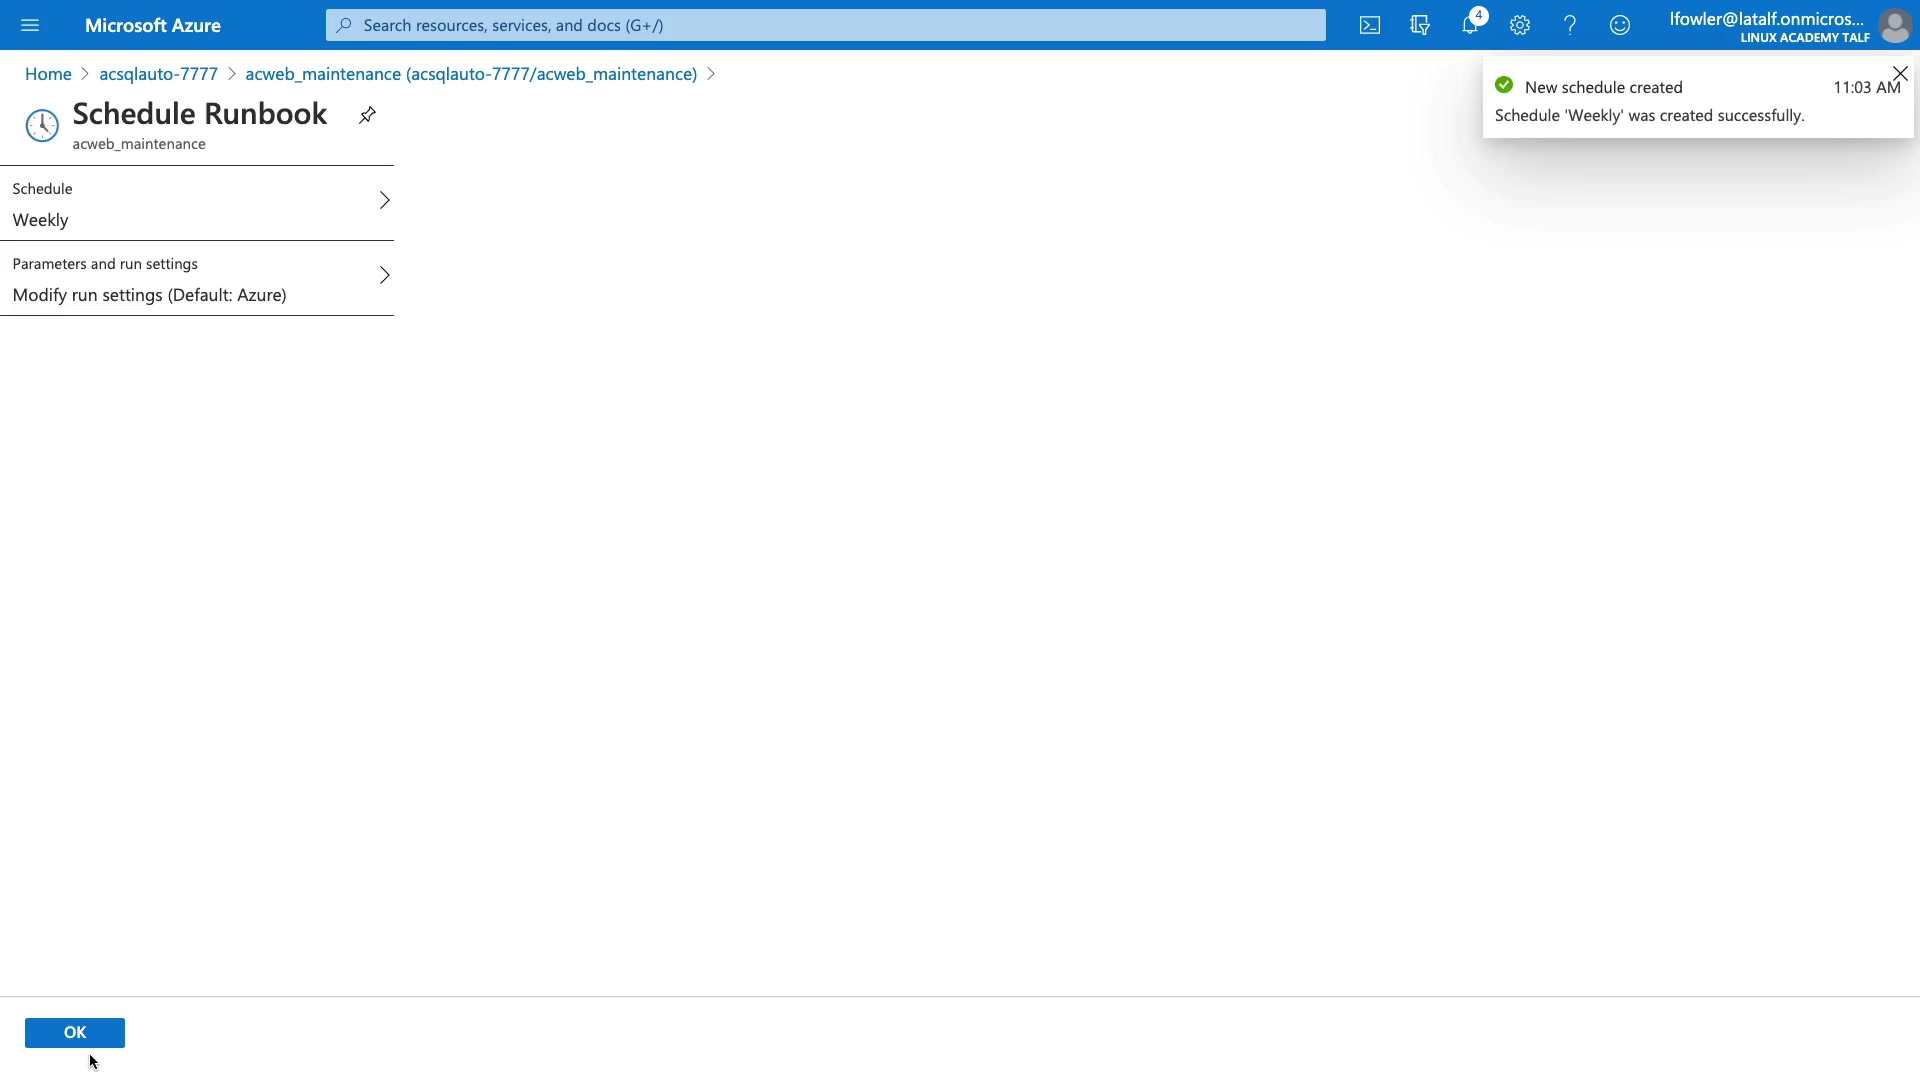 Microsoft Azure
Search resources, services, and docs (G+/)
4
lfowler@latalf.onmicros...
LINUX ACADEMY TALF
Home
acsqlauto-7777
acweb_maintenance (acsqlauto-7777/acweb_maintenance)
Schedule Runbook
acweb_maintenance
New schedule created
11:03 AM
Schedule 'Weekly' was created successfully.
Schedule
Weekly
Parameters and run settings
Modify run settings (Default: Azure)
OK